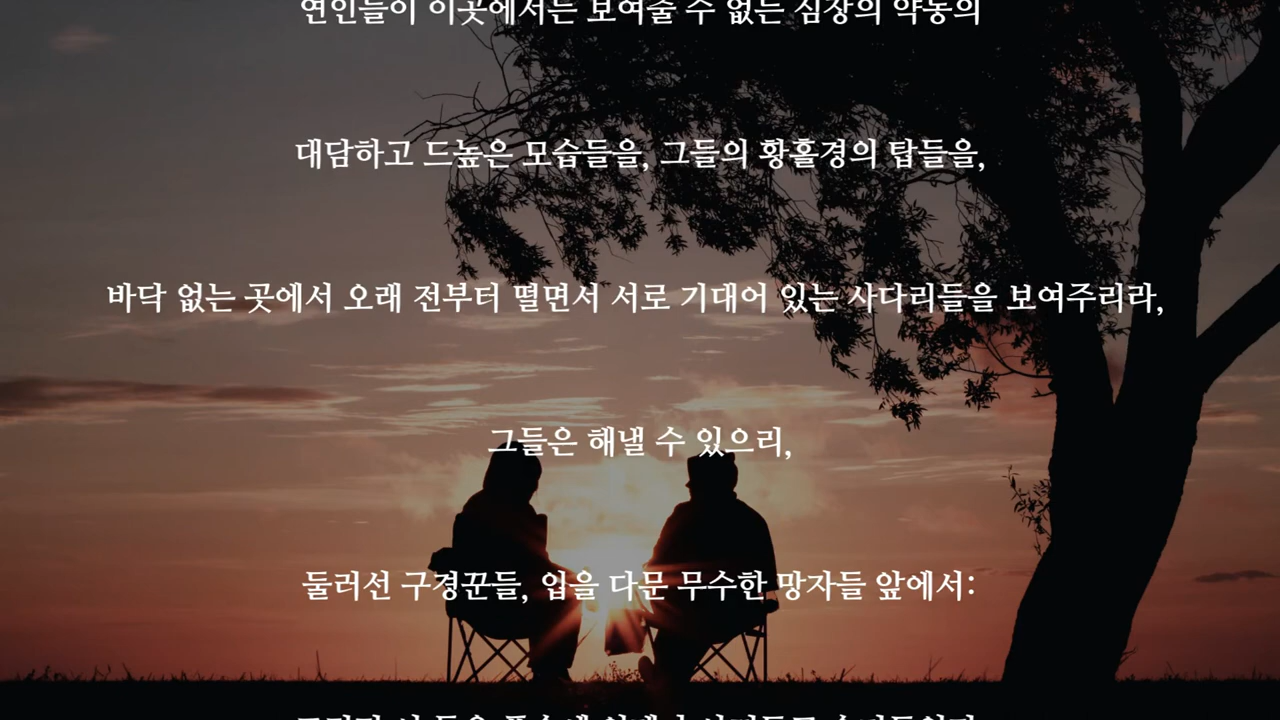 연인들이 이곳에서는 보여줄 수 없는 심장의 약동의
대담하고 드높은 모습들을, 그들의 황홀경의 탑들을,
바닥 없는 곳에서 오래 전부터 떨면서 서로 기대어 있는 사다리들을 보여주리라,
그들은 해낼 수 있으리,
둘러선 구경꾼들, 입을 다문 무수한 망자들 앞에서: